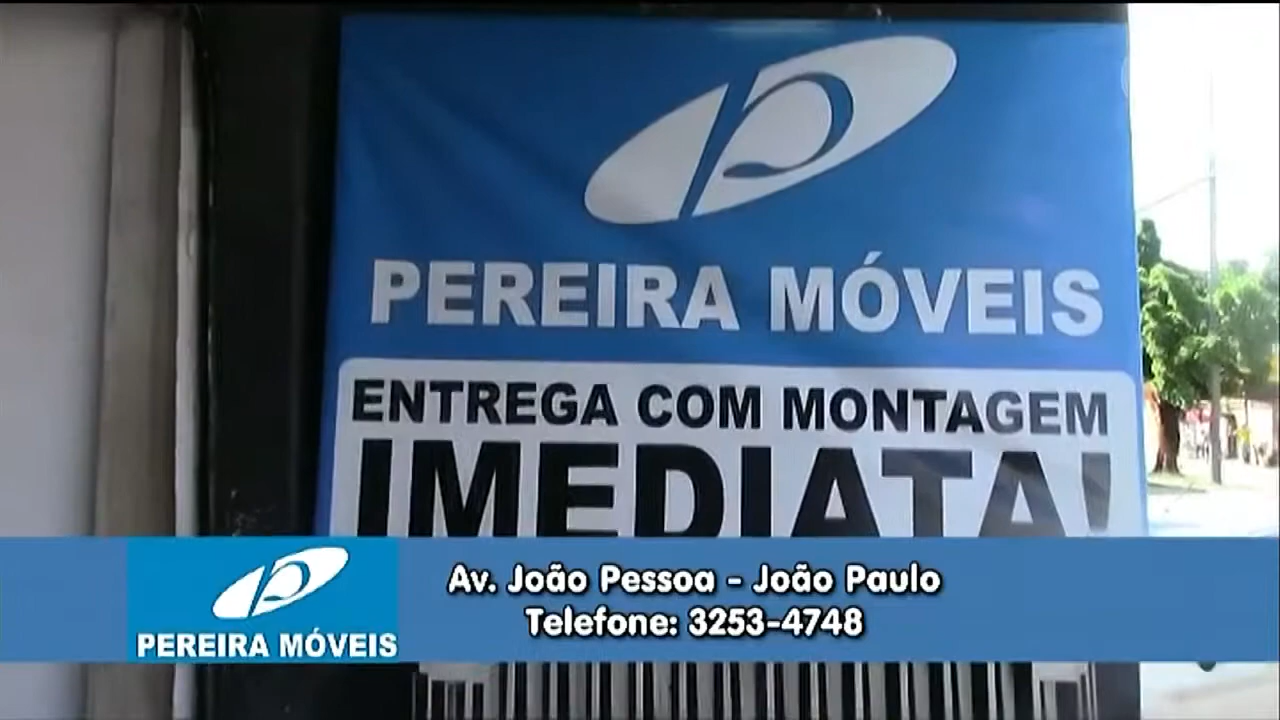 PEREIRA MÓVEIS
ENTREGA COM MONTAGEM
IMEDIATA!
Av. João Pessoa - João Paulo
Telefone: 3253-4748
PEREIRA MÓVEIS